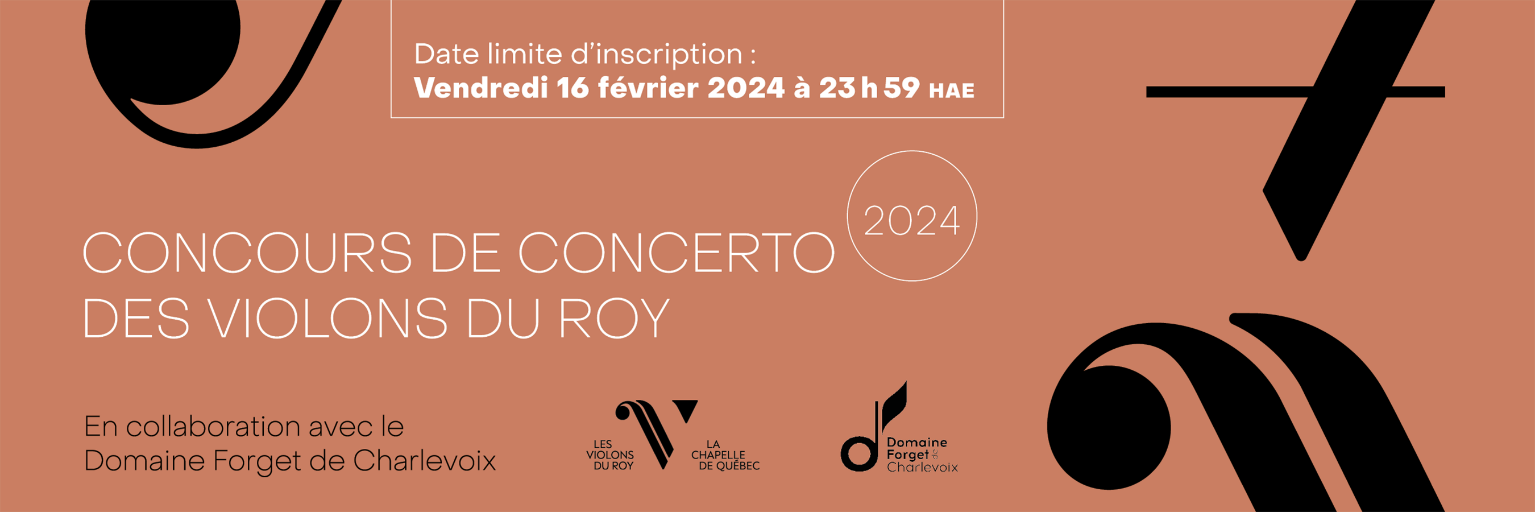 Date limite d’inscription :
Vendredi 16 février 2024 à 23 h 59 HAE
2024
CONCOURS DE CONCERTO
DES VIOLONS DU ROY
En collaboration avec le
Domaine Forget de Charlevoix
LES
VIOLONS
DU ROY
LA
CHAPELLE
DE QUÉBEC
Domaine
Forget de
Charlevoix